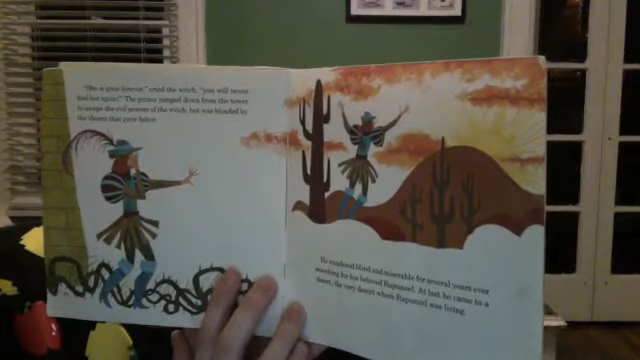 "She is gone forever," cried the witch, "you will never
find her again!" The prince jumped down from the tower
to escape the evil powers of the witch, but was blinded by
the thorns that grew below.
He wandered blind and miserable for several years ever
searching for his beloved Rapunzel. At last he came to a
desert, the very desert where Rapunzel was living.